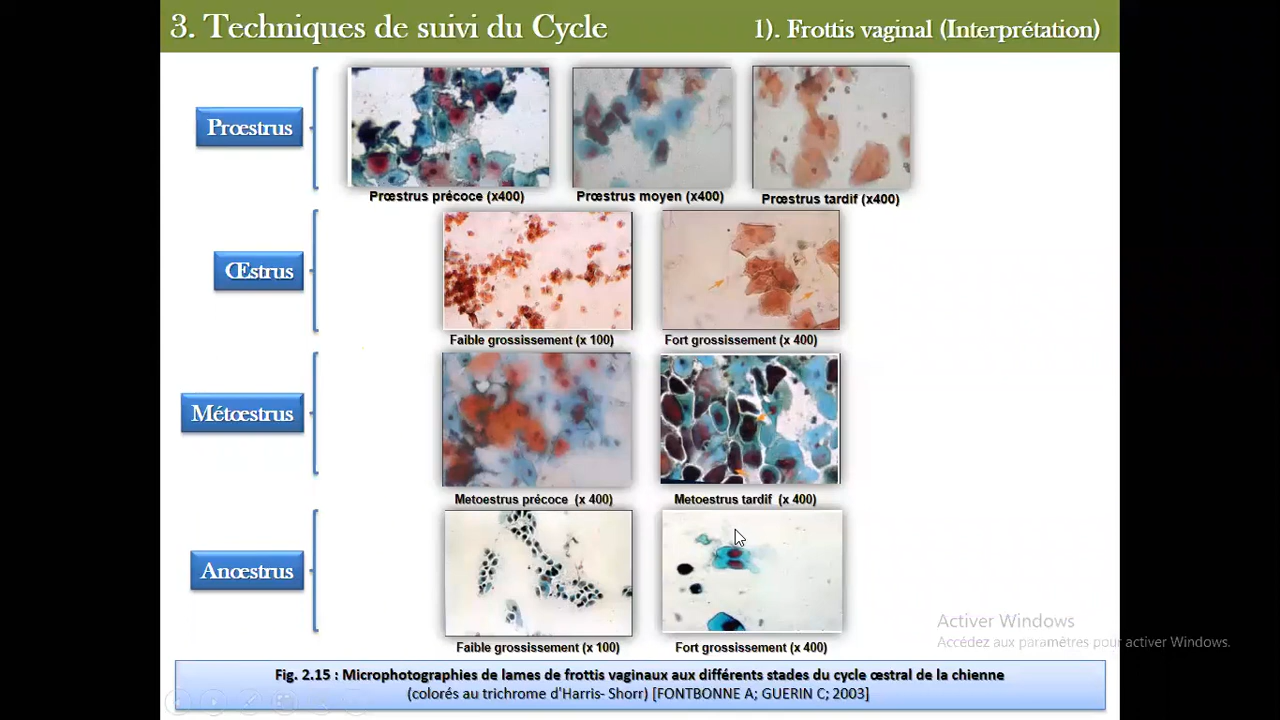 3. Techniques de suivi du Cycle
1). Frottis vaginal (Interprétation)
Prœstrus
Prœstrus précoce (x400)
Prœstrus moyen (x400)
Prœstrus tardif (x400)
Œstrus
Faible grossissement (x 100)
Fort grossissement (x 400)
Métœstrus
Metoestrus précoce (x 400)
Metoestrus tardif (x 400)
Anœstrus
Faible grossissement (x 100)
Fort grossissement (x 400)
Activer Windows
Accédez aux paramètres pour activer Windows.
Fig. 2.15 : Microphotographies de lames de frottis vaginaux aux différents stades du cycle œstral de la chienne
(colorés au trichrome d'Harris- Shorr) [FONTBONNE A; GUERIN C; 2003]